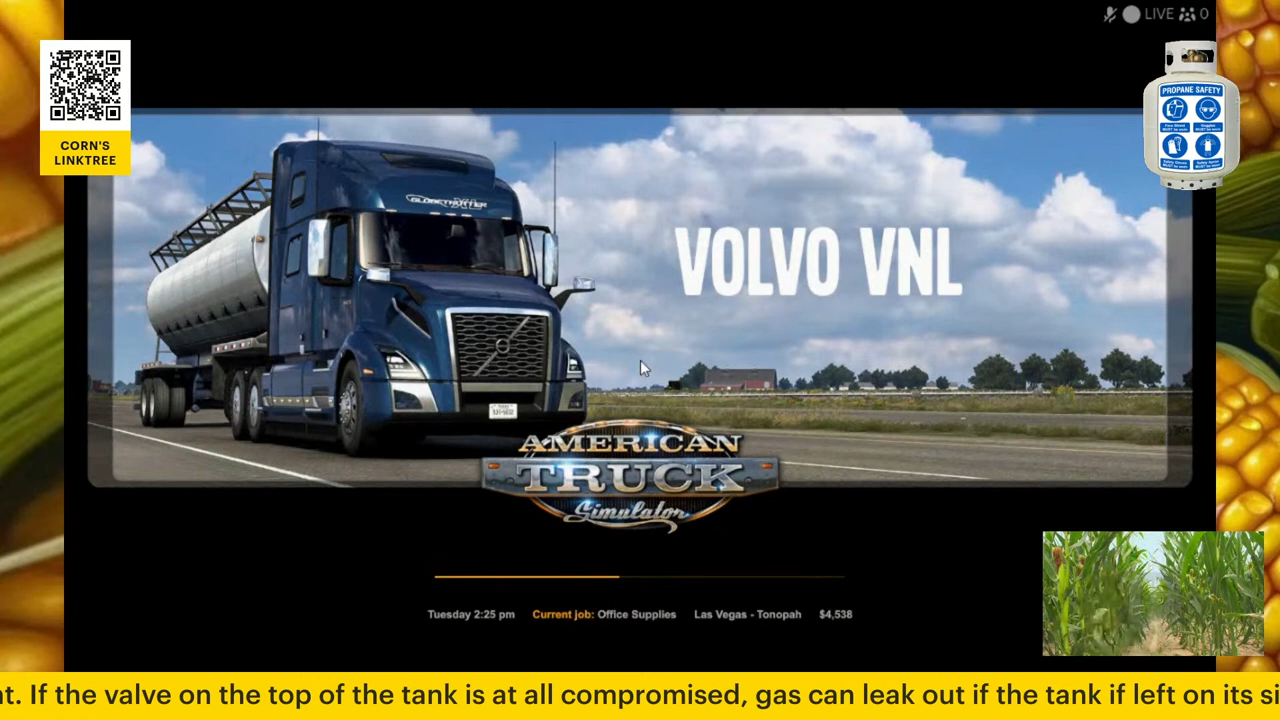 LIVE 0
CORN'S
LINKTREE
PROPANE SAFETY
GLOBETROTTER
VOLVO VNL
AMERICAN
TRUCK
Simulator
Tuesday 2:25 pm Current job: Office Supplies Las Vegas - Tonopah $4,538
nt. If the valve on the top of the tank is at all compromised, gas can leak out if the tank if left on its si